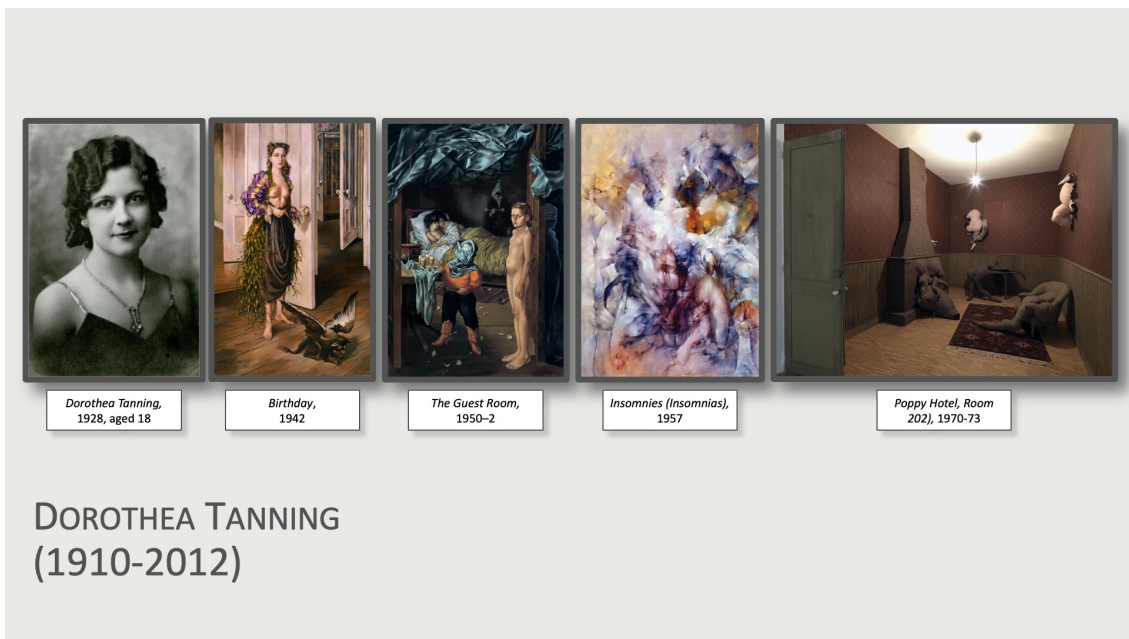 Dorothea Tanning,
1928, aged 18
Birthday,
1942
The Guest Room,
1950–2
Insomnies (Insomnias),
1957
Poppy Hotel, Room
202), 1970-73
DOROTHEA TANNING
(1910-2012)